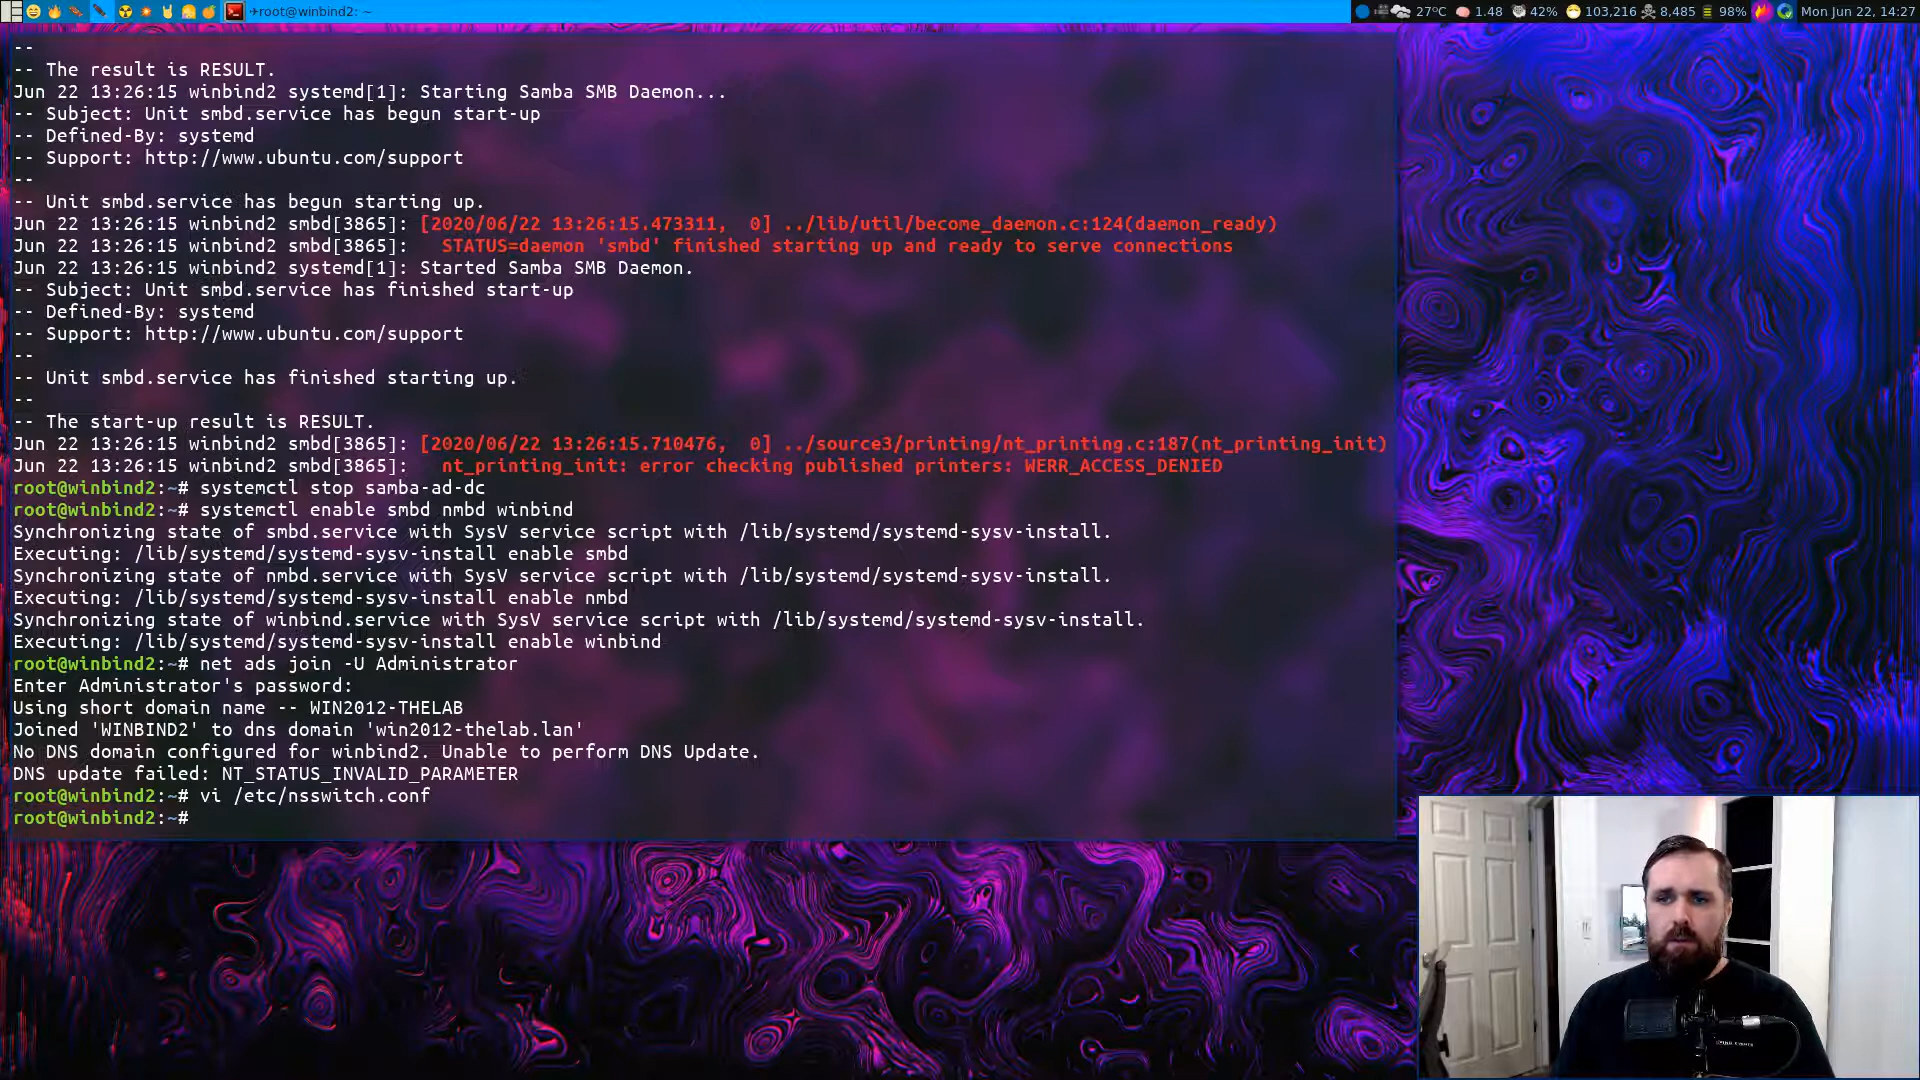 ✈root@winbind2: ~
27°C 1.48 42% 103,216 8,485 98% Mon Jun 22, 14:27
--
-- The result is RESULT.
Jun 22 13:26:15 winbind2 systemd[1]: Starting Samba SMB Daemon...
-- Subject: Unit smbd.service has begun start-up
-- Defined-By: systemd
-- Support: http://www.ubuntu.com/support
--
-- Unit smbd.service has begun starting up.
Jun 22 13:26:15 winbind2 smbd[3865]: [2020/06/22 13:26:15.473311,  0] ../lib/util/become_daemon.c:124(daemon_ready)
Jun 22 13:26:15 winbind2 smbd[3865]:   STATUS=daemon 'smbd' finished starting up and ready to serve connections
Jun 22 13:26:15 winbind2 systemd[1]: Started Samba SMB Daemon.
-- Subject: Unit smbd.service has finished start-up
-- Defined-By: systemd
-- Support: http://www.ubuntu.com/support
--
-- Unit smbd.service has finished starting up.
--
-- The start-up result is RESULT.
Jun 22 13:26:15 winbind2 smbd[3865]: [2020/06/22 13:26:15.710476,  0] ../source3/printing/nt_printing.c:187(nt_printing_init)
Jun 22 13:26:15 winbind2 smbd[3865]:   nt_printing_init: error checking published printers: WERR_ACCESS_DENIED
root@winbind2:~# systemctl stop samba-ad-dc
root@winbind2:~# systemctl enable smbd nmbd winbind
Synchronizing state of smbd.service with SysV service script with /lib/systemd/systemd-sysv-install.
Executing: /lib/systemd/systemd-sysv-install enable smbd
Synchronizing state of nmbd.service with SysV service script with /lib/systemd/systemd-sysv-install.
Executing: /lib/systemd/systemd-sysv-install enable nmbd
Synchronizing state of winbind.service with SysV service script with /lib/systemd/systemd-sysv-install.
Executing: /lib/systemd/systemd-sysv-install enable winbind
root@winbind2:~# net ads join -U Administrator
Enter Administrator's password:
Using short domain name -- WIN2012-THELAB
Joined 'WINBIND2' to dns domain 'win2012-thelab.lan'
No DNS domain configured for winbind2. Unable to perform DNS Update.
DNS update failed: NT_STATUS_INVALID_PARAMETER
root@winbind2:~# vi /etc/nsswitch.conf
root@winbind2:~#